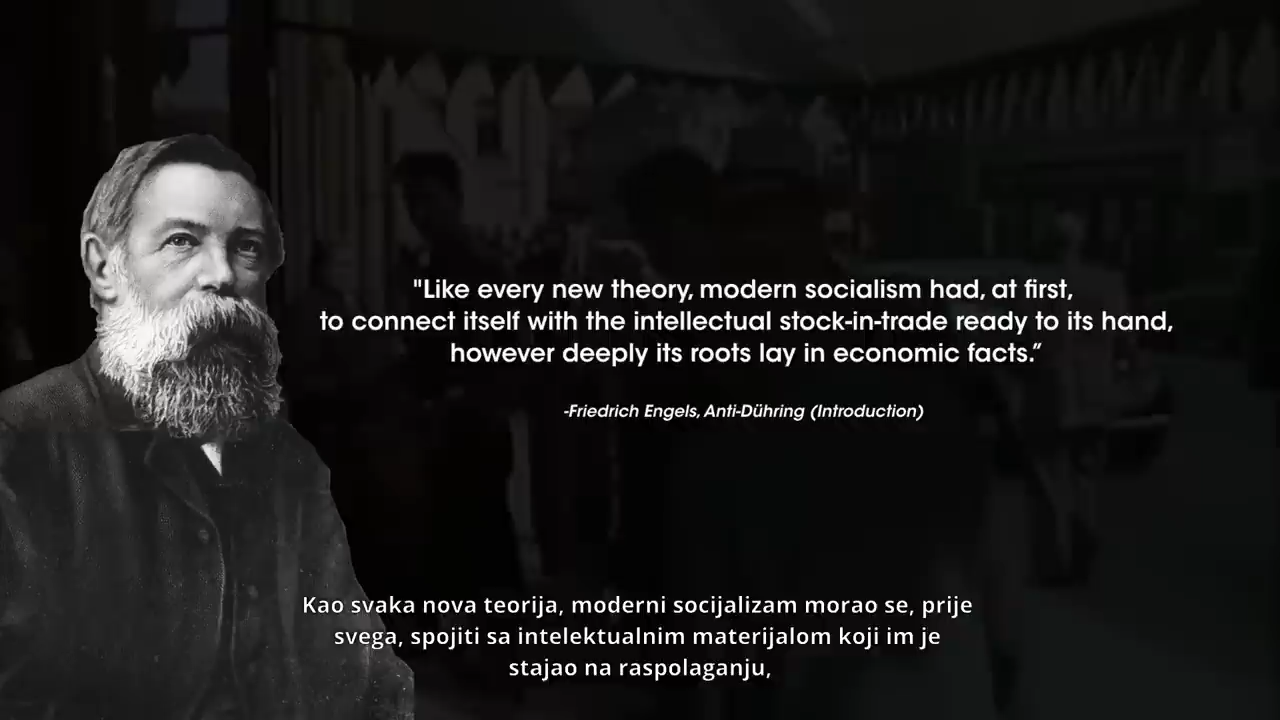 "Like every new theory, modern socialism had, at first,
to connect itself with the intellectual stock-in-trade ready to its hand,
however deeply its roots lay in economic facts.”
-Friedrich Engels, Anti-Dühring (Introduction)
Kao svaka nova teorija, moderni socijalizam morao se, prije
svega, spojiti sa intelektualnim materijalom koji im je
stajao na raspolaganju,